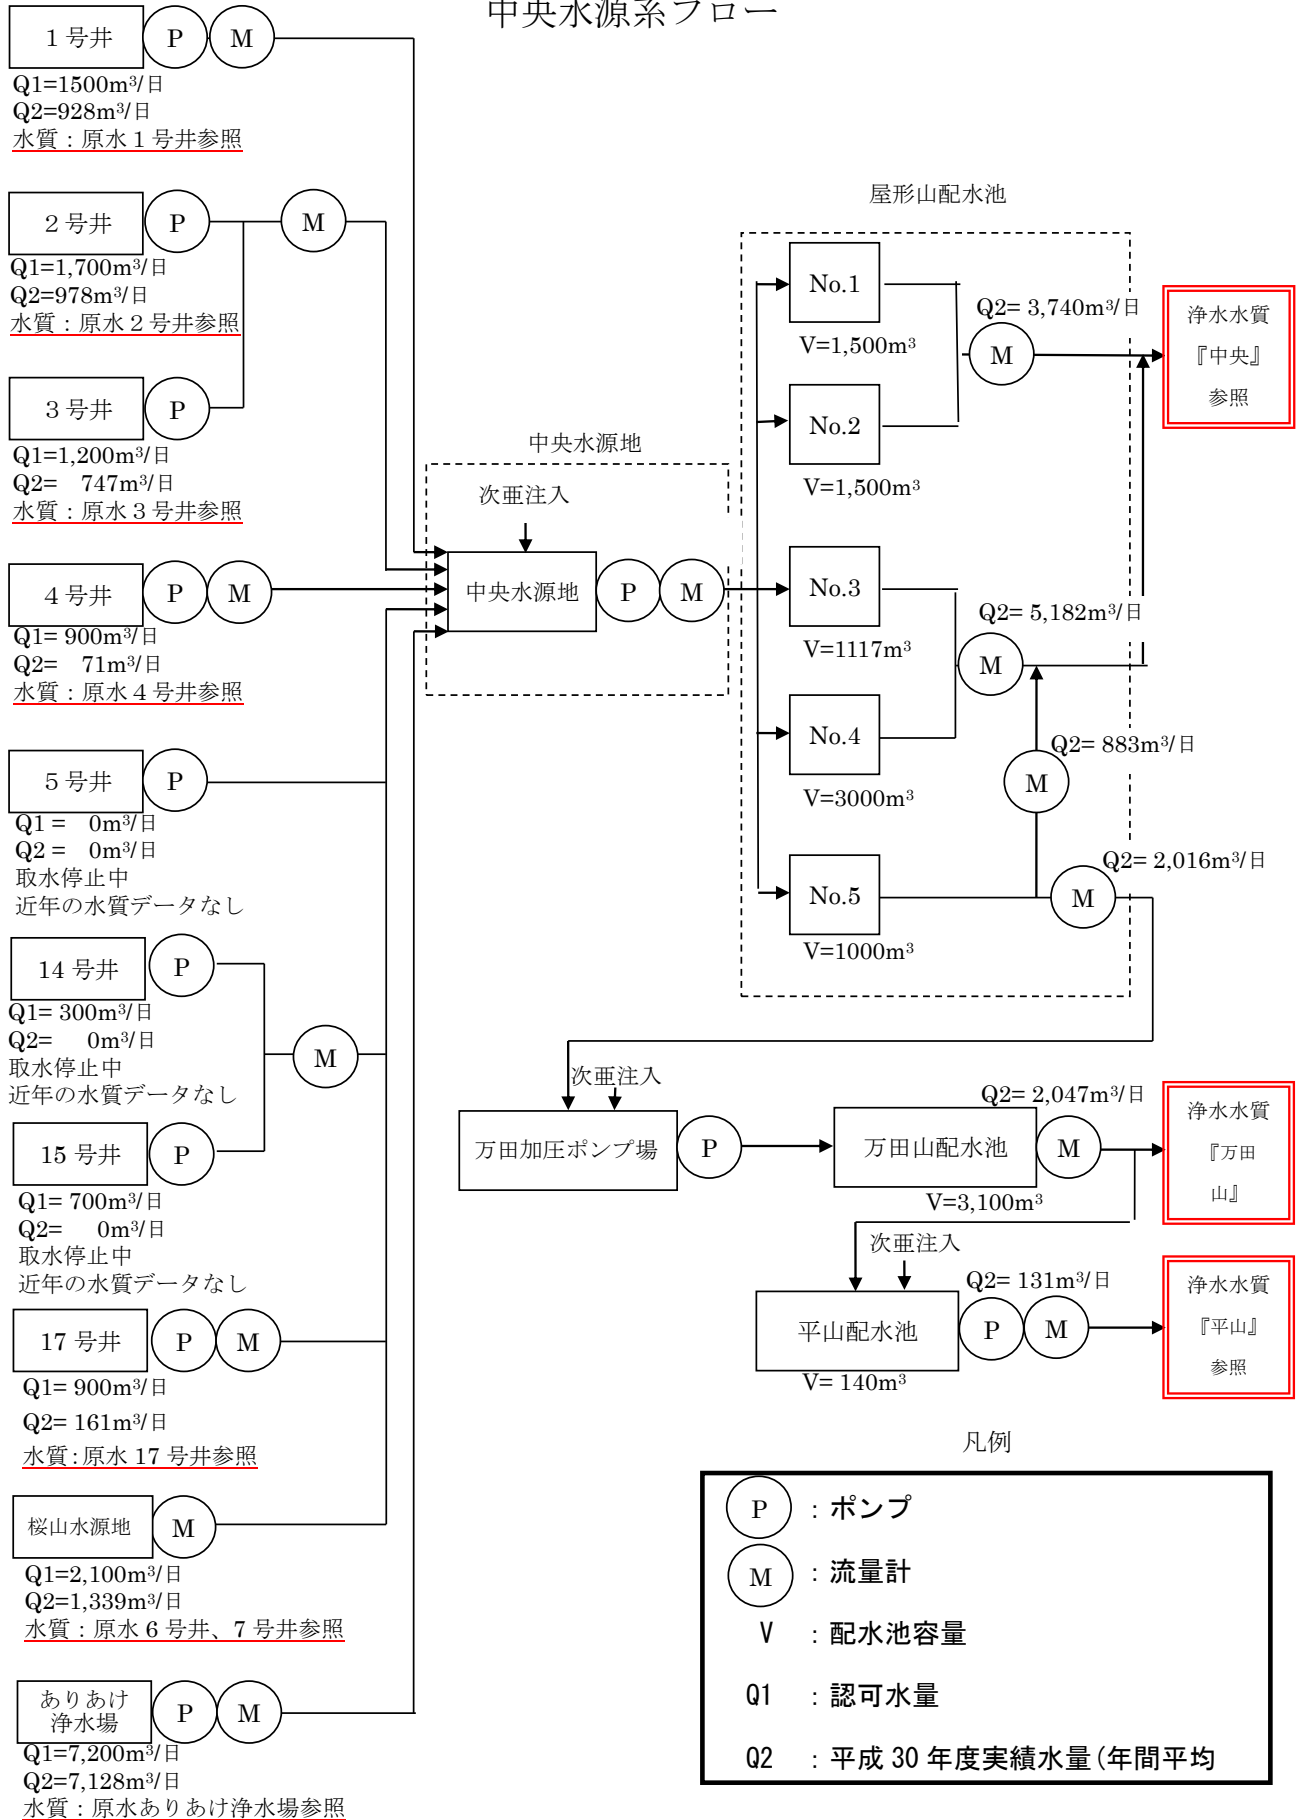 中央水源系フロー
1号井 P M
Q1=1500m³/日
Q2=928m³/日
水質：原水1号井参照
2号井 P M
Q1=1,700m³/日
Q2=978m³/日
水質：原水2号井参照
3号井 P
Q1=1,200m³/日
Q2= 747m³/日
水質：原水3号井参照
4号井 P M
Q1= 900m³/日
Q2= 71m³/日
水質：原水4号井参照
5号井 P
Q1 = 0m³/日
Q2 = 0m³/日
取水停止中
近年の水質データなし
14号井 P
Q1= 300m³/日
Q2= 0m³/日
取水停止中
近年の水質データなし
M
15号井 P
Q1= 700m³/日
Q2= 0m³/日
取水停止中
近年の水質データなし
17号井 P M
Q1= 900m³/日
Q2= 161m³/日
水質：原水17号井参照
桜山水源地 M
Q1=2,100m³/日
Q2=1,339m³/日
水質：原水6号井、7号井参照
ありあけ
浄水場
P M
Q1=7,200m³/日
Q2=7,128m³/日
水質：原水ありあけ浄水場参照
中央水源地
次亜注入
中央水源地 P M
屋形山配水池
No.1
V=1,500m³
No.2
V=1,500m³
Q2= 3,740m³/日
M
No.3
V=1117m³
No.4
V=3000m³
Q2= 5,182m³/日
M
Q2= 883m³/日
M
No.5
V=1000m³
Q2= 2,016m³/日
M
浄水水質
『中央』
参照
次亜注入
万田加圧ポンプ場 P
万田山配水池 M
Q2= 2,047m³/日
V=3,100m³
浄水水質
『万田
山』
次亜注入
平山配水池 P M
Q2= 131m³/日
V= 140m³
浄水水質
『平山』
参照
凡例
P ：ポンプ
M ：流量計
V ：配水池容量
Q1 ：認可水量
Q2 ：平成30年度実績水量(年間平均